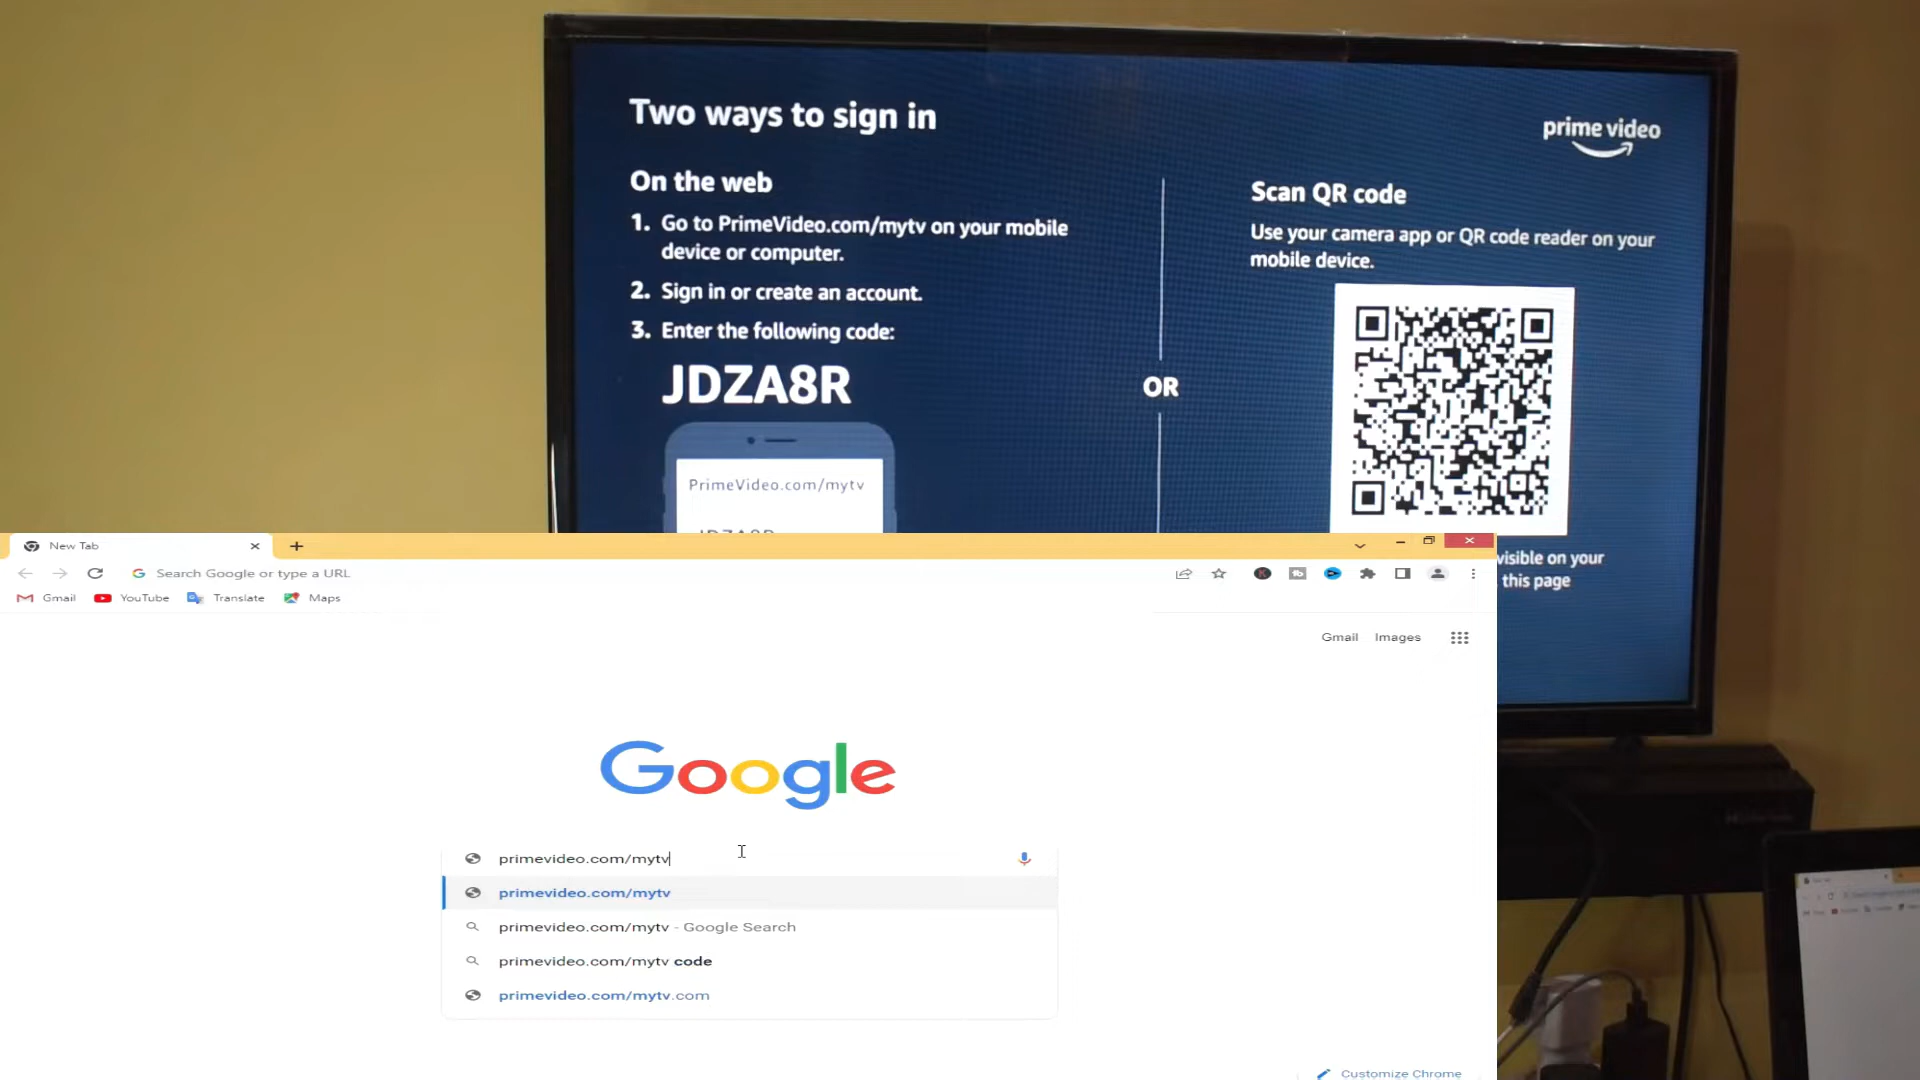 Two ways to sign in
prime video
On the web
1. Go to PrimeVideo.com/mytv on your mobile
device or computer.
2. Sign in or create an account.
3. Enter the following code:
JDZA8R
PrimeVideo.com/mytv
OR
Scan QR code
Use your camera app or QR code reader on your
mobile device.
visible on your
this page
New Tab
Search Google or type a URL
Gmail YouTube Translate Maps
Gmail Images
Google
primevideo.com/mytv
primevideo.com/mytv
primevideo.com/mytv - Google Search
primevideo.com/mytv code
primevideo.com/mytv.com
Customize Chrome